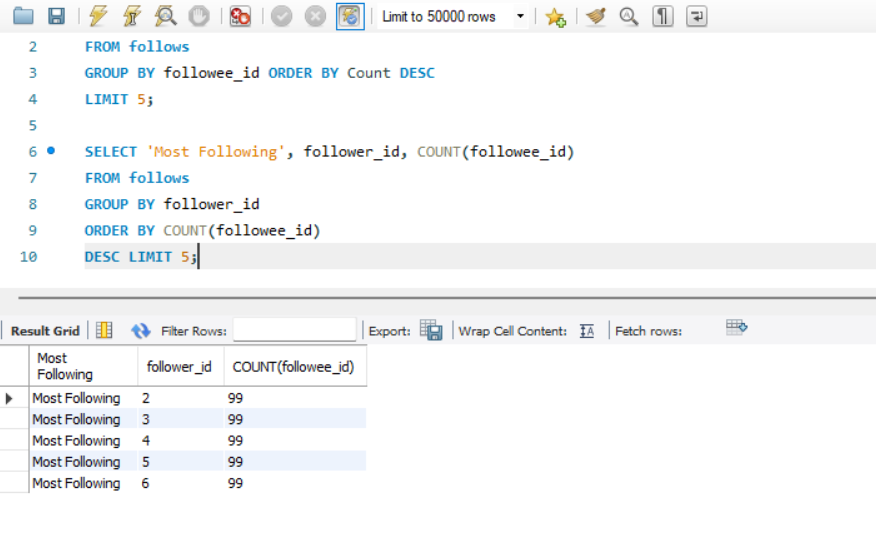 Limit to 50000 rows
2 FROM follows
3 GROUP BY followee_id ORDER BY Count DESC
4 LIMIT 5;
5
6 SELECT 'Most Following', follower_id, COUNT(followee_id)
7 FROM follows
8 GROUP BY follower_id
9 ORDER BY COUNT(followee_id)
10 DESC LIMIT 5;
Result Grid Filter Rows: Export: Wrap Cell Content: IA Fetch rows:
Most
Following follower_id COUNT(followee_id)
Most Following 2 99
Most Following 3 99
Most Following 4 99
Most Following 5 99
Most Following 6 99